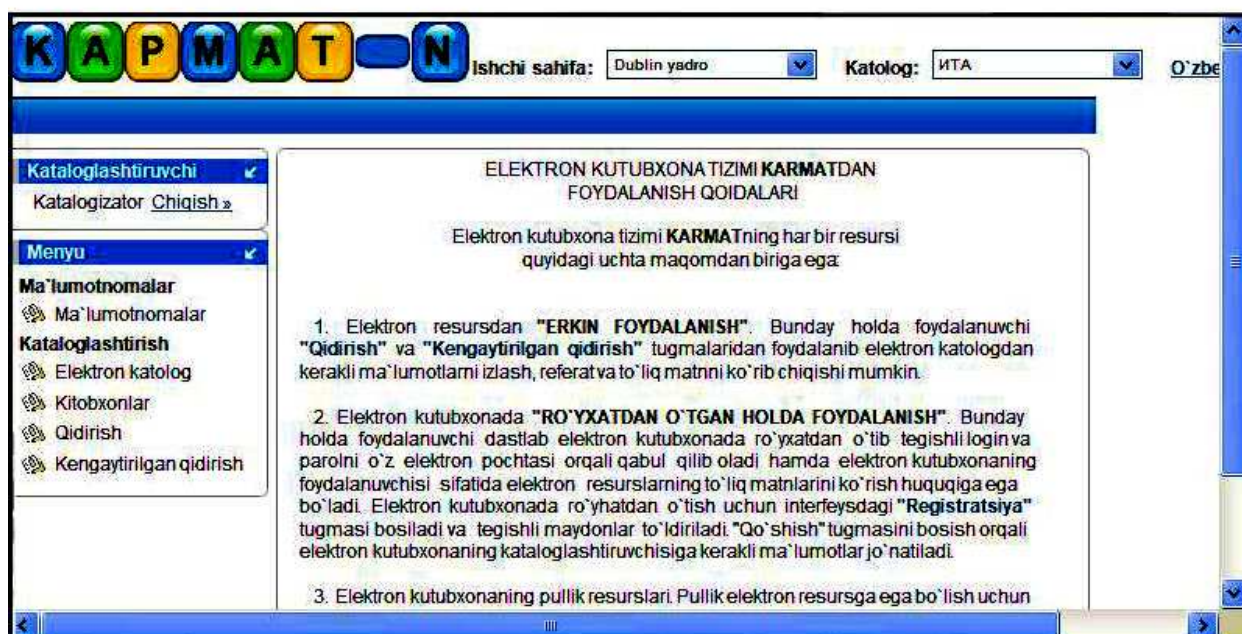 КАРМАТ-N
Ishchi sahifa: Dublin yadro Katolog: ИТА O`zbe
Kataloglashtiruvchi
Katalogizator Chiqish »
Menyu
Ma`lumotnomalar
Ma`lumotnomalar
Kataloglashtirish
Elektron katolog
Kitobxonlar
Qidirish
Kengaytirilgan qidirish
ELEKTRON KUTUBXONA TIZIMI KARMATDAN
FOYDALANISH QOIDALARI
Elektron kutubxona tizimi KARMATning har bir resursi
quyidagi uchta maqomdan biriga ega:
1. Elektron resursdan "ERKIN FOYDALANISH". Bunday holda foydalanuvchi
"Qidirish" va "Kengaytirilgan qidirish" tugmalaridan foydalanib elektron katologdan
kerakli ma`lumotlarni izlash, referat va to`liq matnni ko`rib chiqishi mumkin.
2. Elektron kutubxonada "RO`YXATDAN O`TGAN HOLDA FOYDALANISH". Bunday
holda foydalanuvchi dastlab elektron kutubxonada ro`yxatdan o`tib tegishli login va
parolni o`z elektron pochtasi orqali qabul qilib oladi hamda elektron kutubxonaning
foydalanuvchisi sifatida elektron resurslarning to`liq matnlarini ko`rish huquqiga ega
bo`ladi. Elektron kutubxonada ro`yhatdan o`tish uchun interfeysdagi "Registratsiya"
tugmasi bosiladi va tegishli maydonlar to`ldiriladi. "Qo`shish" tugmasini bosish orqali
elektron kutubxonaning kataloglashtiruvchisiga kerakli ma`lumotlar jo`natiladi.
3. Elektron kutubxonaning pullik resurslari. Pullik elektron resursga ega bo`lish uchun